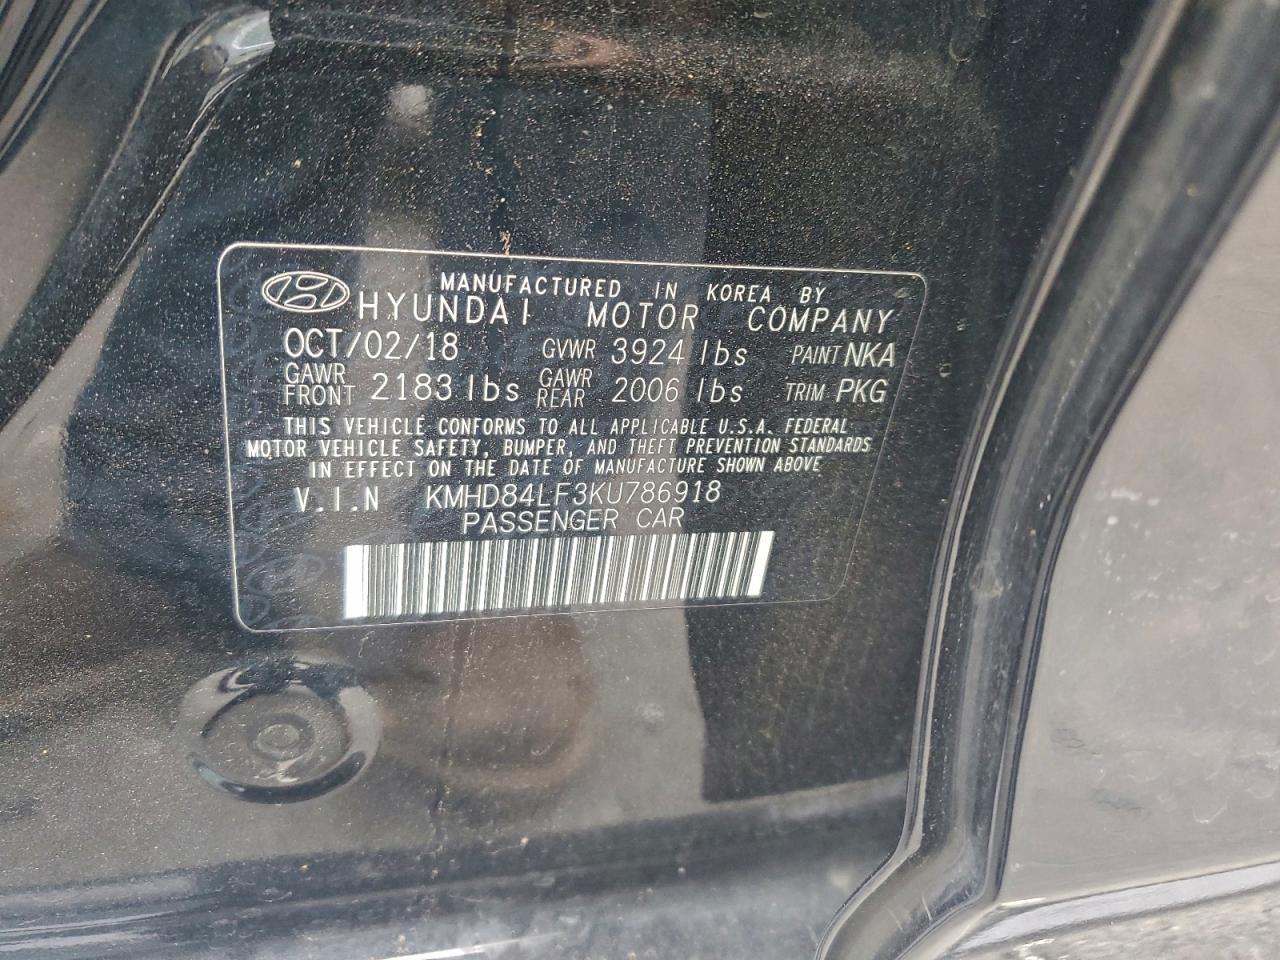 MANUFACTURED IN KOREA BY
HYUNDAI MOTOR COMPANY
OCT/02/18 GVWR 3924 lbs PAINT NKA
GAWR FRONT 2183 lbs GAWR REAR 2006 lbs TRIM PKG
THIS VEHICLE CONFORMS TO ALL APPLICABLE U.S.A. FEDERAL
MOTOR VEHICLE SAFETY, BUMPER, AND THEFT PREVENTION STANDARDS
IN EFFECT ON THE DATE OF MANUFACTURE SHOWN ABOVE
V.I.N KMHD84LF3KU786918
PASSENGER CAR